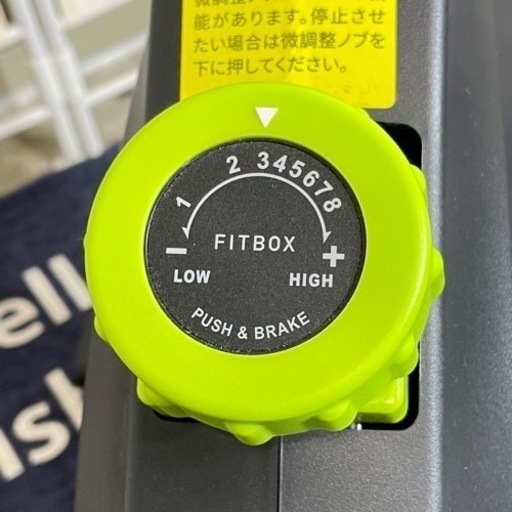 能があります。停止させ
たい場合は微調整ノブを
下に押してください。
1 2 345678
FITBOX
− +
LOW HIGH
PUSH & BRAKE
ell
lst